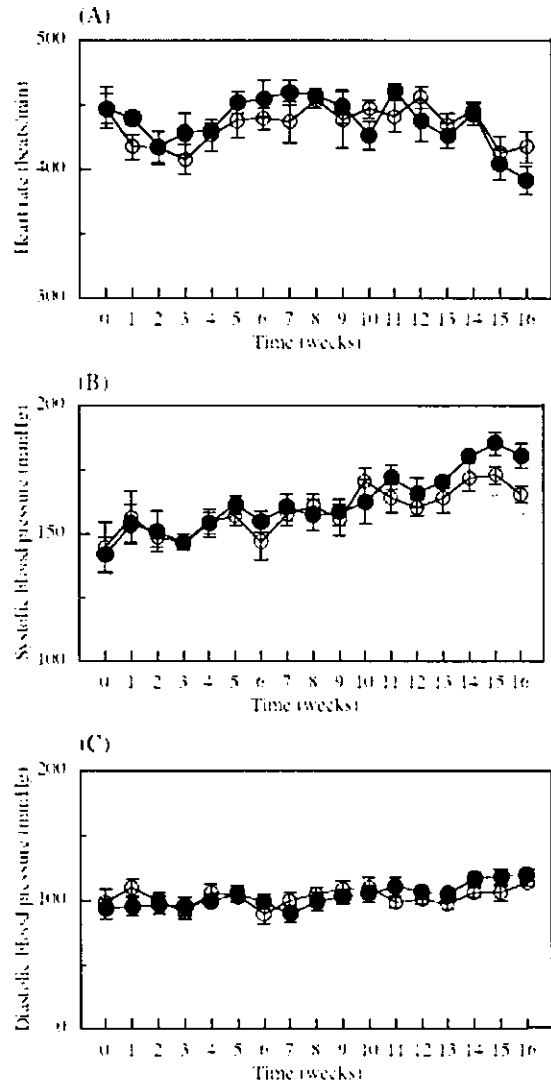 (A)
Heart rate (beats/min)
500
400
300
0 1 2 3 4 5 6 7 8 9 10 11 12 13 14 15 16
Time (weeks)
(B)
Systolic blood pressure (mmHg)
200
150
100
0 1 2 3 4 5 6 7 8 9 10 11 12 13 14 15 16
Time (weeks)
(C)
Diastolic blood pressure (mmHg)
200
100
0 1 2 3 4 5 6 7 8 9 10 11 12 13 14 15 16
Time (weeks)